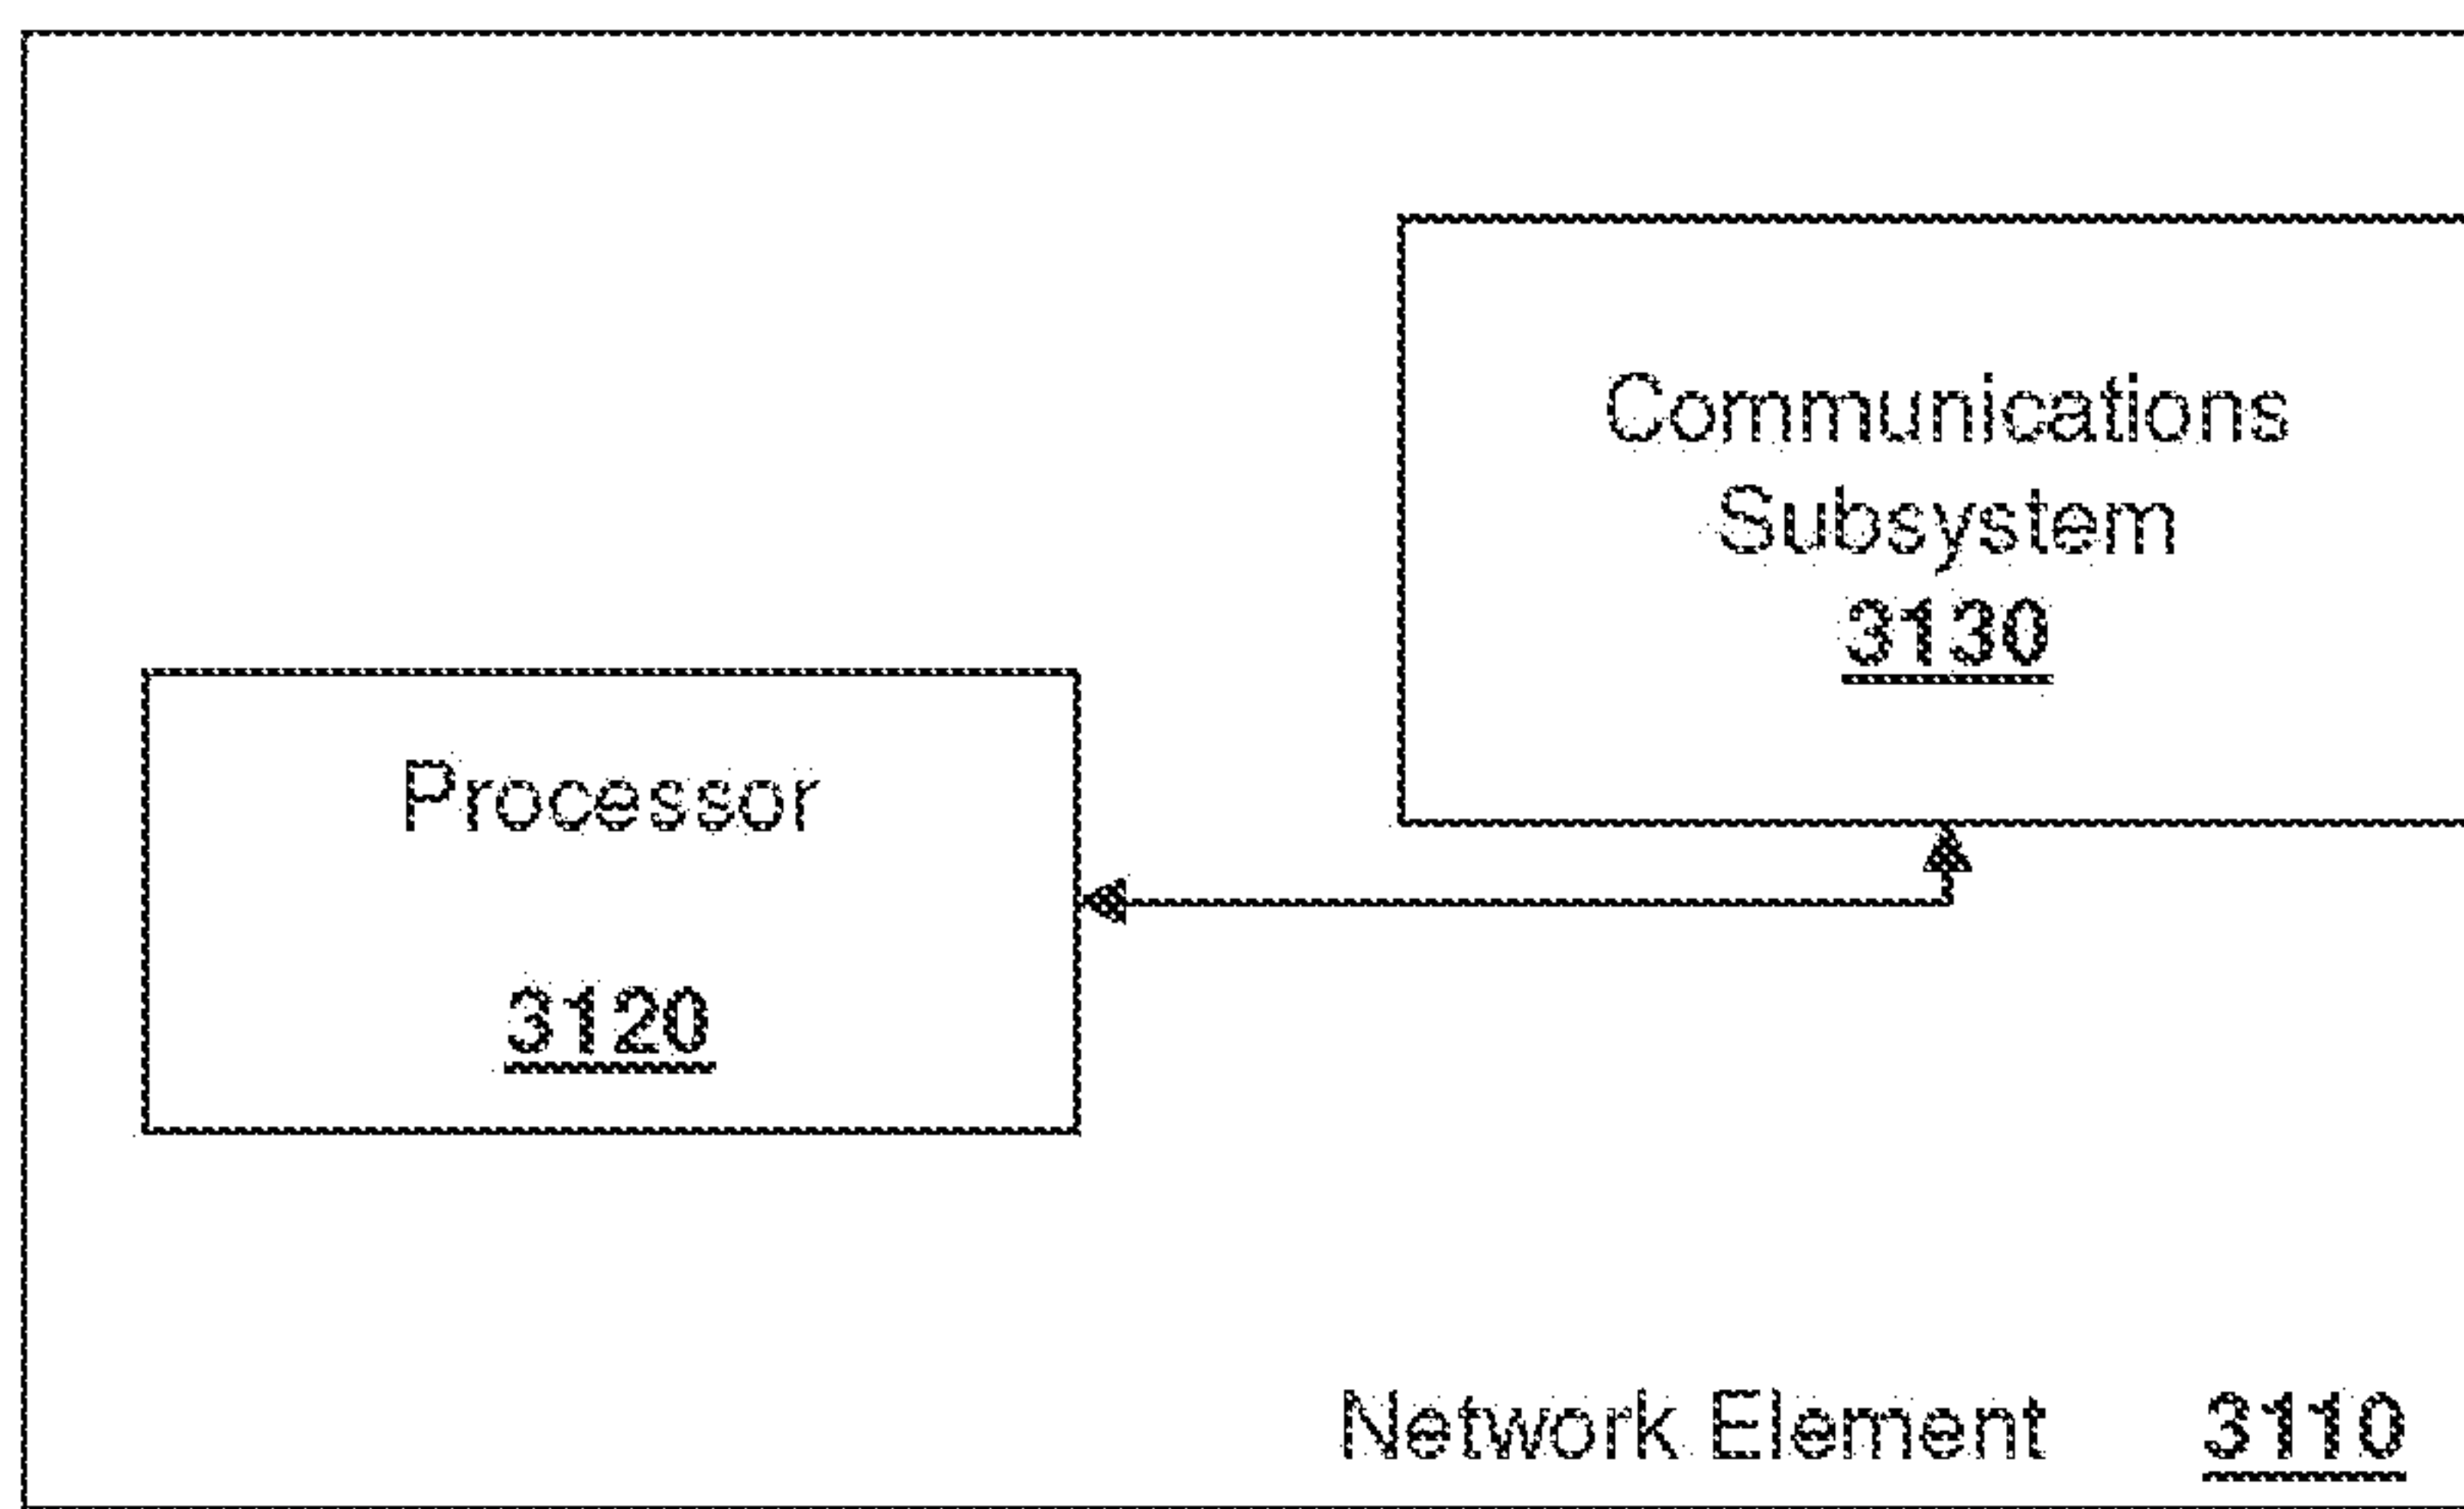 Communications
Subsystem
3130
Processor
3120
Network Element 3110